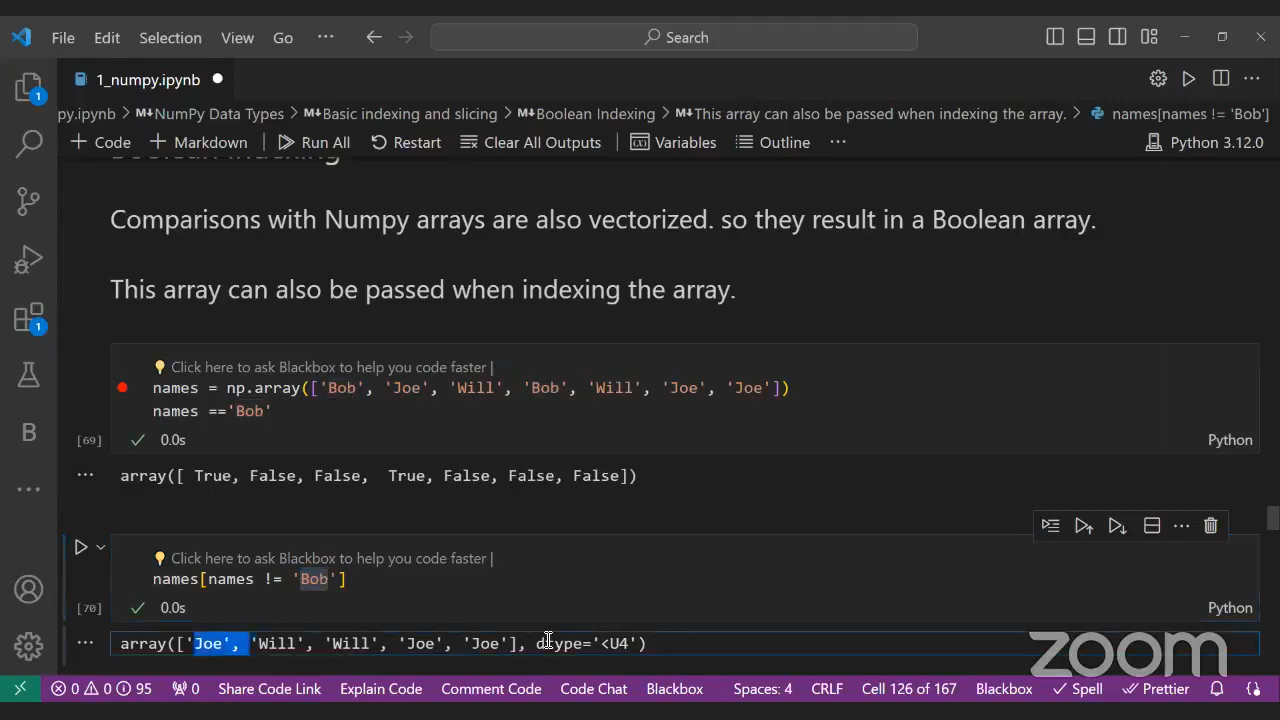 File Edit Selection View Go ··· Search
1_numpy.ipynb
py.ipynb > M↓NumPy Data Types > M↓Basic indexing and slicing > M↓Boolean Indexing > M↓This array can also be passed when indexing the array. > names[names != 'Bob']
+ Code + Markdown Run All Restart Clear All Outputs Variables Outline ··· Python 3.12.0
Boolean Indexing
Comparisons with Numpy arrays are also vectorized. so they result in a Boolean array.
This array can also be passed when indexing the array.
Click here to ask Blackbox to help you code faster |
names = np.array(['Bob', 'Joe', 'Will', 'Bob', 'Will', 'Joe', 'Joe'])
names =='Bob'
[69] 0.0s Python
array([ True, False, False,  True, False, False, False])
Click here to ask Blackbox to help you code faster |
names[names != 'Bob']
[70] 0.0s Python
array(['Joe', 'Will', 'Will', 'Joe', 'Joe'], dtype='<U4')
zoom
0 0 95 0 Share Code Link Explain Code Comment Code Code Chat Blackbox Spaces: 4 CRLF Cell 126 of 167 Blackbox Spell Prettier
1
1
B